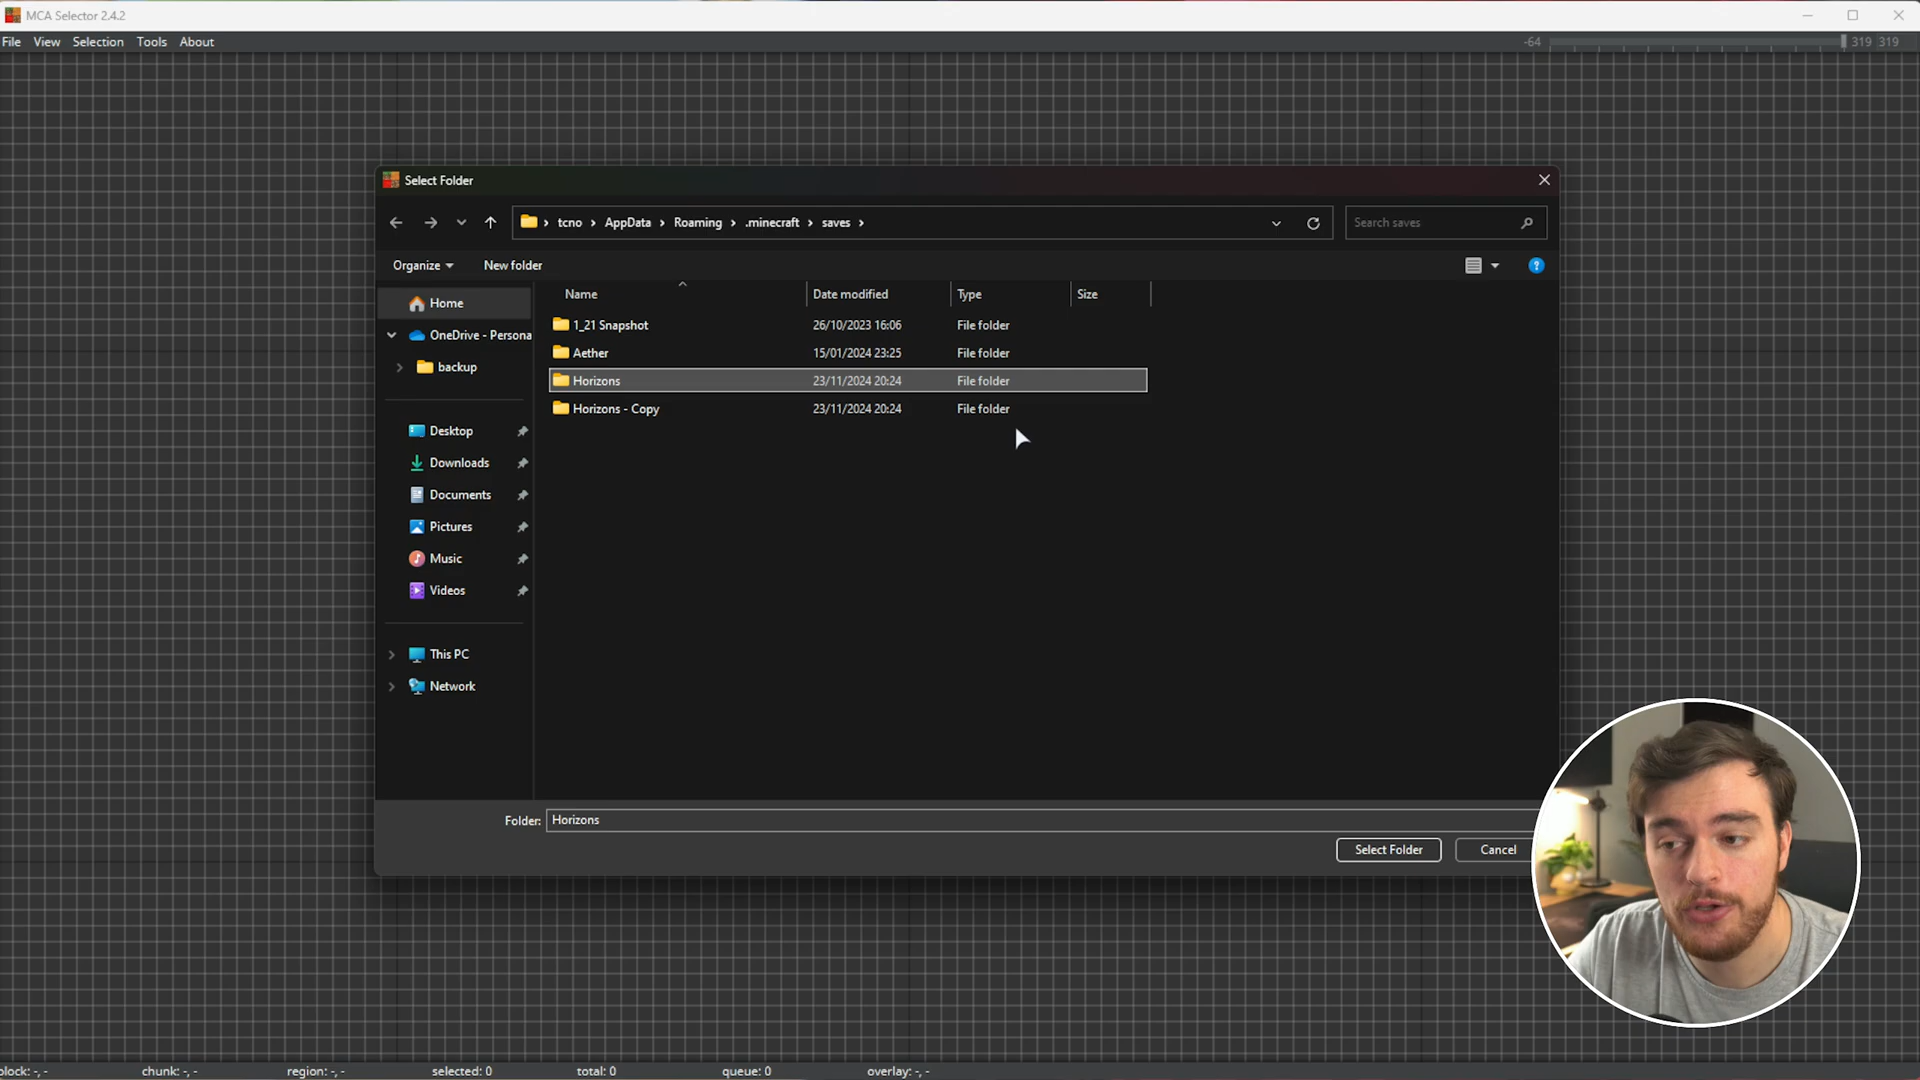 MCA Selector 2.4.2
File View Selection Tools About
-64 319 319
Select Folder
tcno > AppData > Roaming > .minecraft > saves >
Search saves
Organize New folder
Name Date modified Type Size
Home
OneDrive - Persona
backup
Desktop
Downloads
Documents
Pictures
Music
Videos
This PC
Network
1_21 Snapshot 26/10/2023 16:06 File folder
Aether 15/01/2024 23:25 File folder
Horizons 23/11/2024 20:24 File folder
Horizons - Copy 23/11/2024 20:24 File folder
Folder: Horizons
Select Folder Cancel
block: -, - chunk: -, - region: -, - selected: 0 total: 0 queue: 0 overlay: -, -